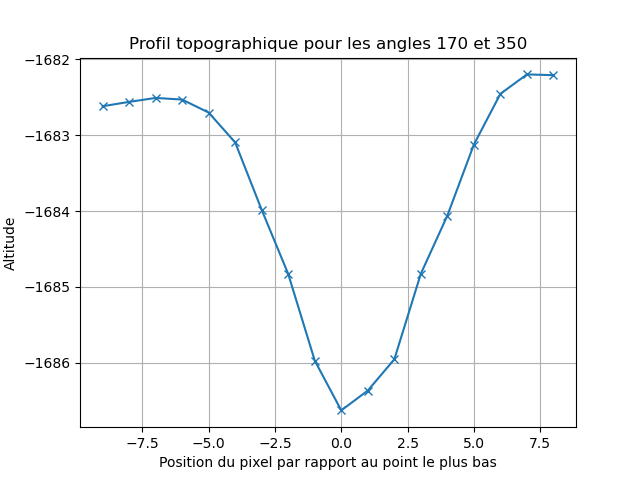 Profil topographique pour les angles 170 et 350
−1682
−1683
−1684
−1685
−1686
Altitude
−7.5 −5.0 −2.5 0.0 2.5 5.0 7.5
Position du pixel par rapport au point le plus bas